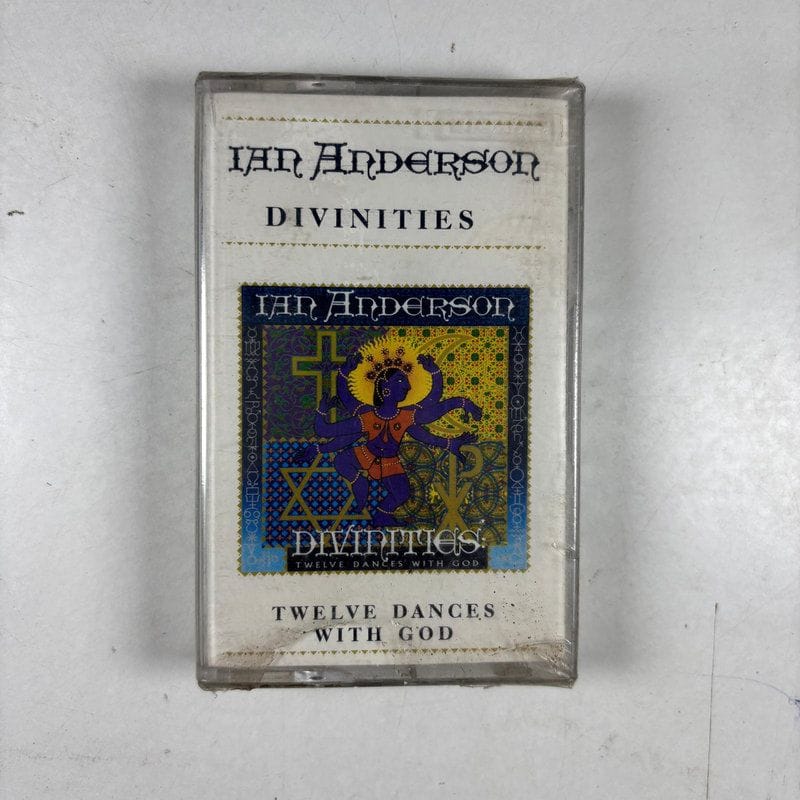 IAN ANDERSON
DIVINITIES
IAN ANDERSON
DIVINITIES:
TWELVE DANCES WITH GOD
TWELVE DANCES
WITH GOD